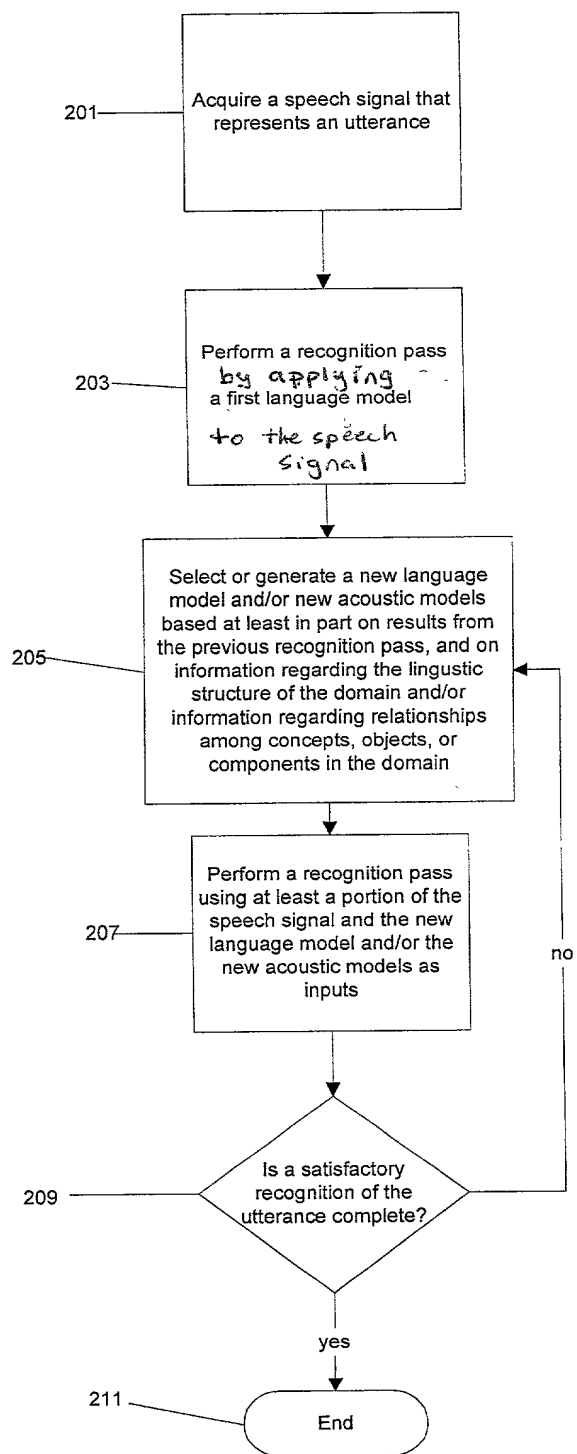 201
Acquire a speech signal that
represents an utterance
203
Perform a recognition pass
by applying
a first language model
to the speech
signal
205
Select or generate a new language
model and/or new acoustic models
based at least in part on results from
the previous recognition pass, and on
information regarding the lingustic
structure of the domain and/or
information regarding relationships
among concepts, objects, or
components in the domain
207
Perform a recognition pass
using at least a portion of the
speech signal and the new
language model and/or the
new acoustic models as
inputs
no
209
Is a satisfactory
recognition of the
utterance complete?
yes
211
End